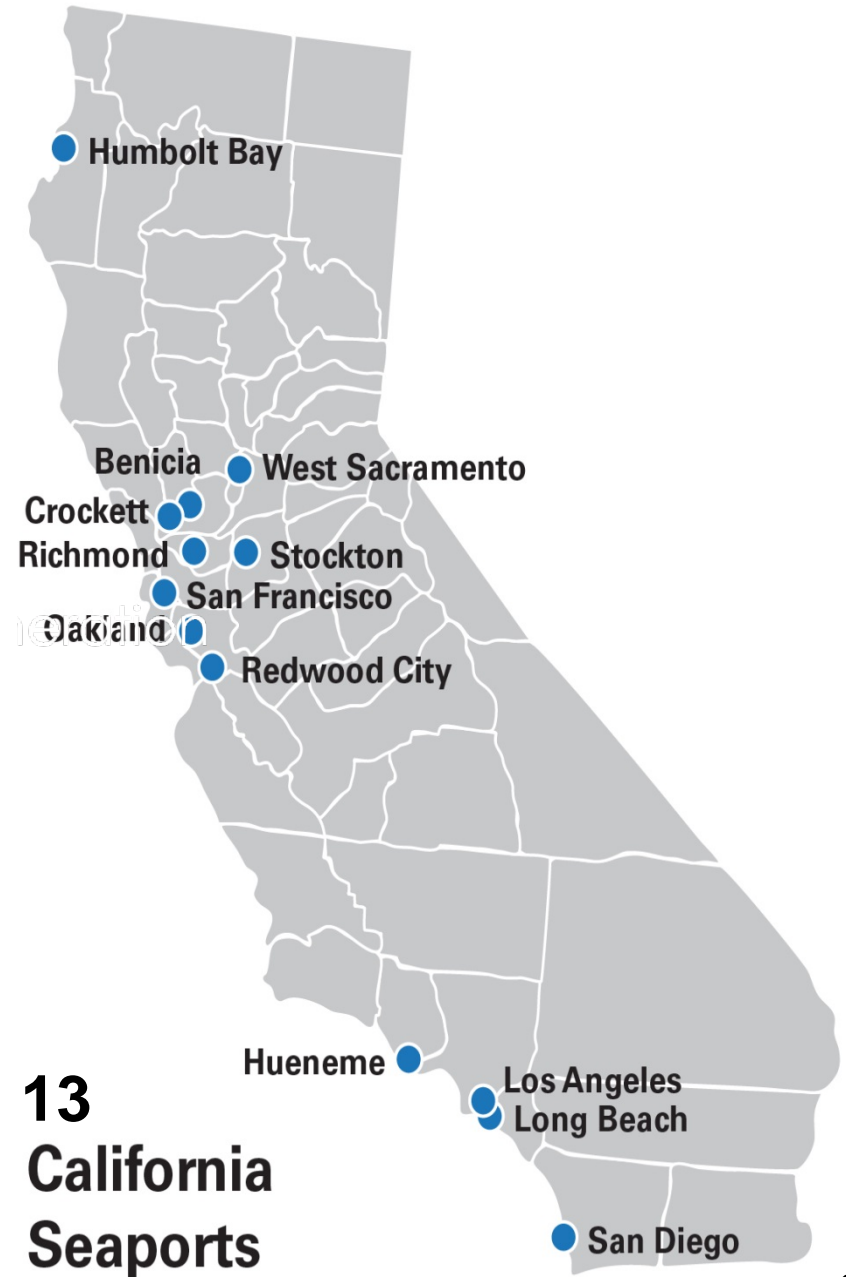 Humbolt Bay
Benicia
West Sacramento
Crockett
Richmond
Stockton
San Francisco
Oakland
Redwood City
Hueneme
Los Angeles
Long Beach
San Diego
13
California
Seaports